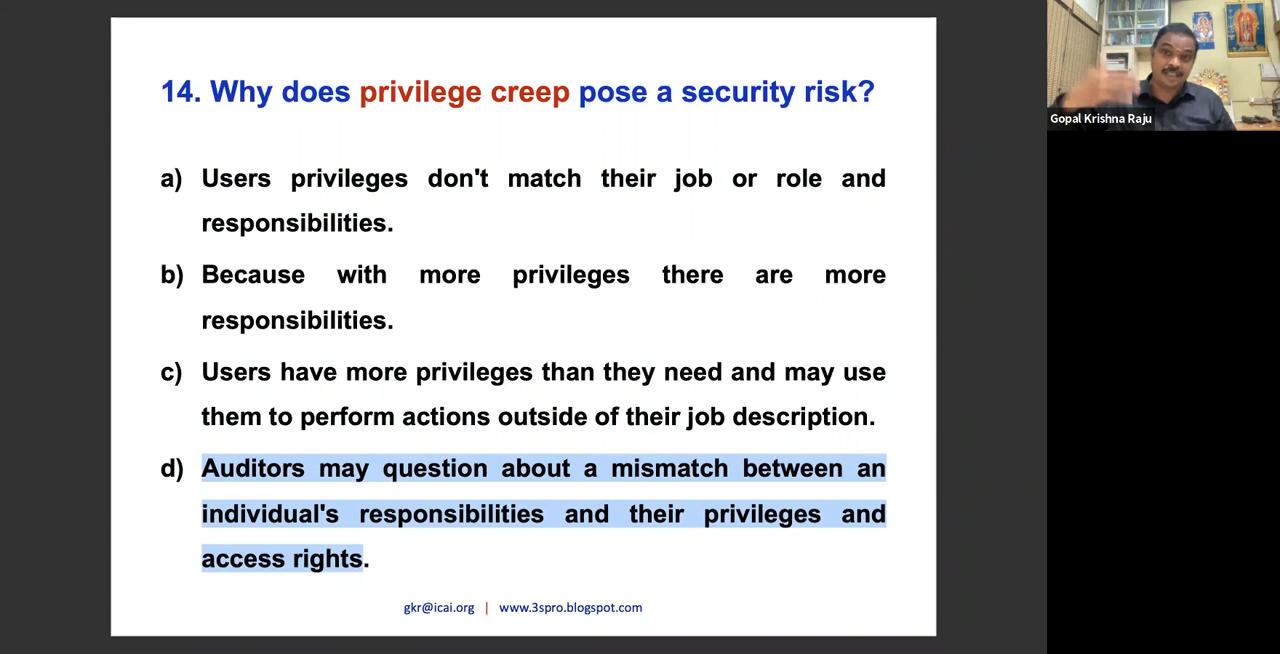 14. Why does privilege creep pose a security risk?
a) Users privileges don't match their job or role and
responsibilities.
b) Because with more privileges there are more
responsibilities.
c) Users have more privileges than they need and may use
them to perform actions outside of their job description.
d) Auditors may question about a mismatch between an
individual's responsibilities and their privileges and
access rights.
gkr@icai.org | www.3spro.blogspot.com
Gopal Krishna Raju